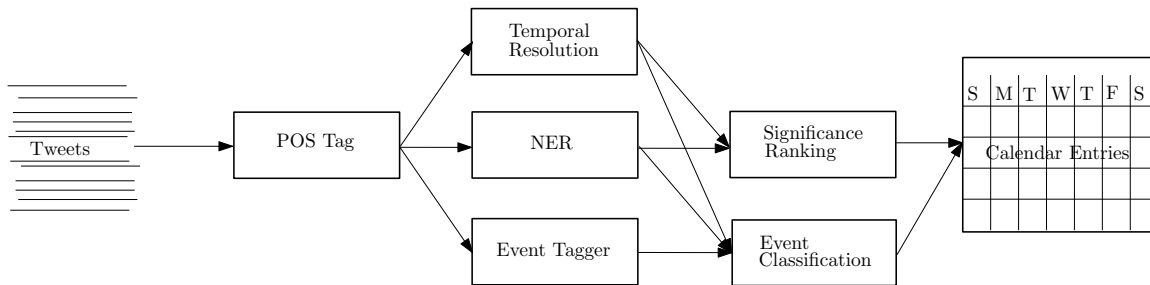 Tweets
POS Tag
Temporal
Resolution
NER
Event Tagger
Significance
Ranking
Event
Classification
S M T W T F S
Calendar Entries